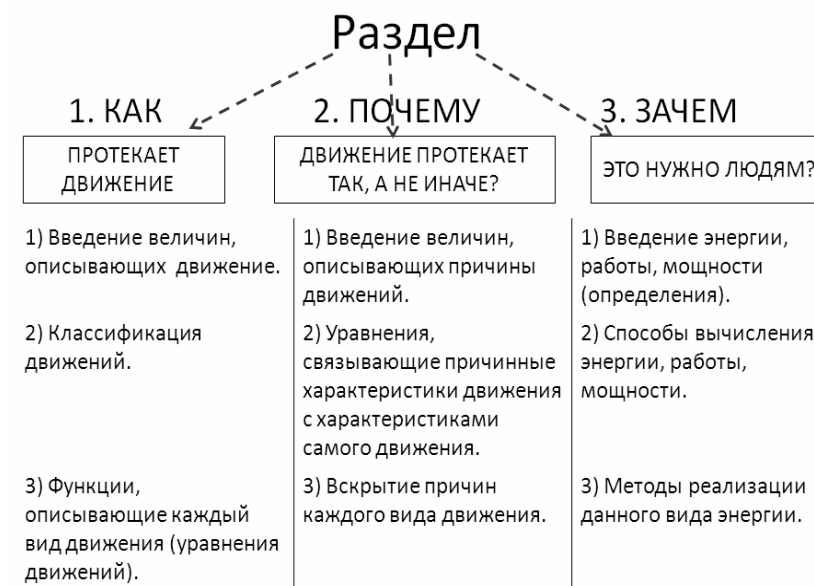 Раздел
1. КАК
ПРОТЕКАЕТ
ДВИЖЕНИЕ
1) Введение величин,
описывающих движение.
2) Классификация
движений.
3) Функции,
описывающие каждый
вид движения (уравнения
движений).
2. ПОЧЕМУ
ДВИЖЕНИЕ ПРОТЕКАЕТ
ТАК, А НЕ ИНАЧЕ?
1) Введение величин,
описывающих причины
движений.
2) Уравнения,
связывающие причинные
характеристики движения
с характеристиками
самого движения.
3) Вскрытие причин
каждого вида движения.
3. ЗАЧЕМ
ЭТО НУЖНО ЛЮДЯМ?
1) Введение энергии,
работы, мощности
(определения).
2) Способы вычисления
энергии, работы,
мощности.
3) Методы реализации
данного вида энергии.